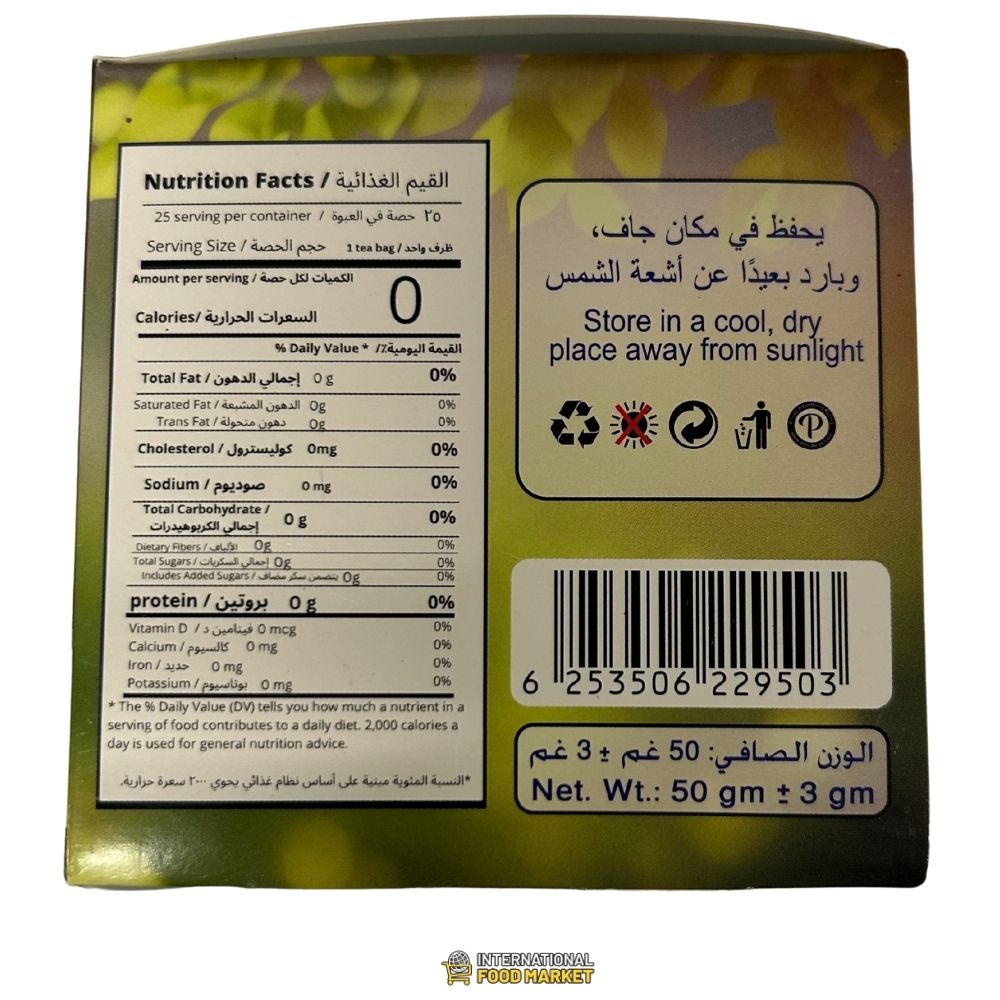 Nutrition Facts / القيم الغذائية
25 serving per container / ٢٥ حصة في العبوة
Serving Size / حجم الحصة 1 tea bag / ظرف واحد
Amount per serving / الكميات لكل حصة
Calories/ السعرات الحرارية 0
% Daily Value * /٪القيمة اليومية
Total Fat / إجمالي الدهون 0 g 0%
Saturated Fat / الدهون المشبعة 0g 0%
Trans Fat / دهون متحولة 0g 0%
Cholesterol / كوليسترول 0mg 0%
Sodium / صوديوم 0 mg 0%
Total Carbohydrate /
إجمالي الكربوهيدرات 0 g 0%
Dietary Fibers / الألياف 0g 0%
Total Sugars / إجمالي السكريات 0g 0%
Includes Added Sugars / يتضمن سكر مضاف 0g 0%
protein / بروتين 0 g 0%
Vitamin D / فيتامين د 0 mcg 0%
Calcium / كالسيوم 0 mg 0%
Iron / حديد 0 mg 0%
Potassium / بوتاسيوم 0 mg 0%
* The % Daily Value (DV) tells you how much a nutrient in a
serving of food contributes to a daily diet. 2,000 calories a
day is used for general nutrition advice.
*النسبة المئوية مبنية على أساس نظام غذائي يحوي ٢٠٠٠ سعرة حرارية.
يحفظ في مكان جاف،
وبارد بعيدًا عن أشعة الشمس
Store in a cool, dry
place away from sunlight
P
6 253506 229503
الوزن الصافي: 50 غم ± 3 غم
Net. Wt.: 50 gm ± 3 gm
INTERNATIONAL
FOOD MARKET